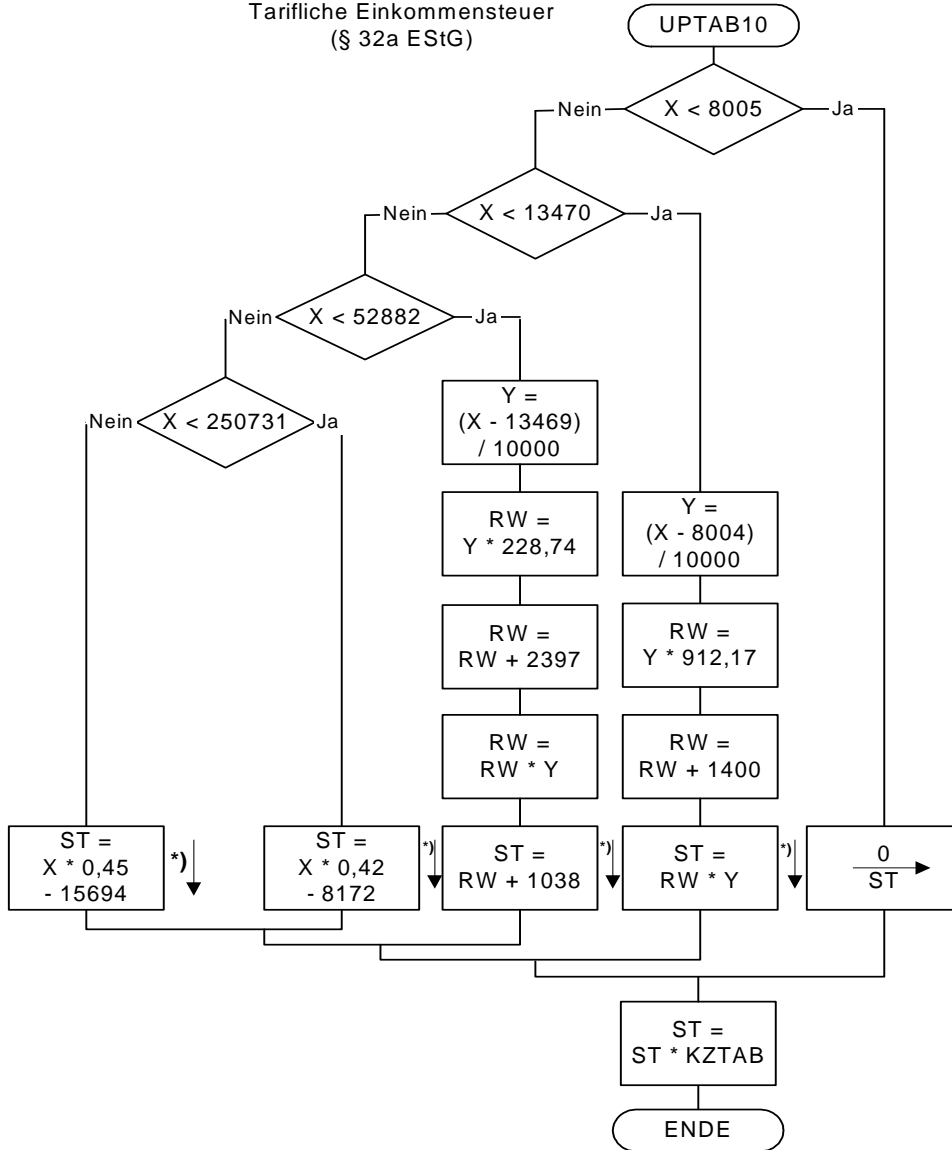 Tarifliche Einkommensteuer
(§ 32a EStG)
UPTAB10
X < 8005
Nein
Ja
X < 13470
Nein
Ja
X < 52882
Nein
Ja
X < 250731
Nein
Ja
Y =
(X - 13469)
/ 10000
RW =
Y * 228,74
RW =
RW + 2397
RW =
RW * Y
Y =
(X - 8004)
/ 10000
RW =
Y * 912,17
RW =
RW + 1400
ST =
X * 0,45
- 15694
*)
ST =
X * 0,42
- 8172
*)
ST =
RW + 1038
*)
ST =
RW * Y
*)
0
ST
ST =
ST * KZTAB
ENDE